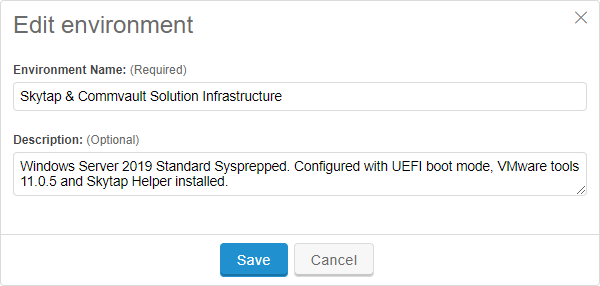 Edit environment
Environment Name: (Required)
Skytap & Commvault Solution Infrastructure
Description: (Optional)
Windows Server 2019 Standard Sysprepped. Configured with UEFI boot mode, VMware tools
11.0.5 and Skytap Helper installed.
Save
Cancel